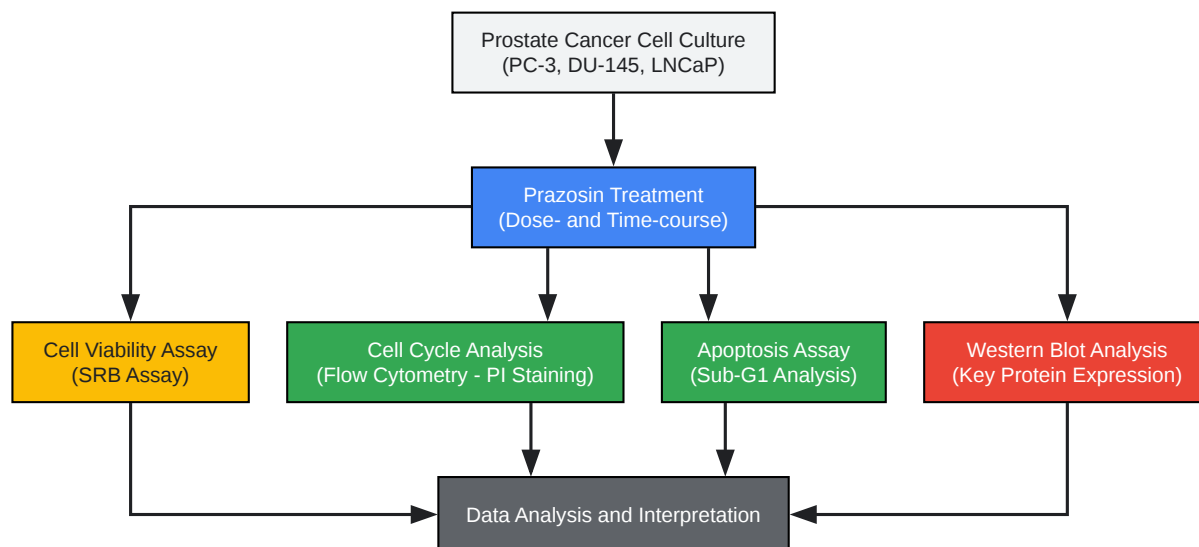 Prostate Cancer Cell Culture
(PC-3, DU-145, LNCaP)
Prazosin Treatment
(Dose- and Time-course)
Cell Viability Assay
(SRB Assay)
Cell Cycle Analysis
(Flow Cytometry - PI Staining)
Apoptosis Assay
(Sub-G1 Analysis)
Western Blot Analysis
(Key Protein Expression)
Data Analysis and Interpretation